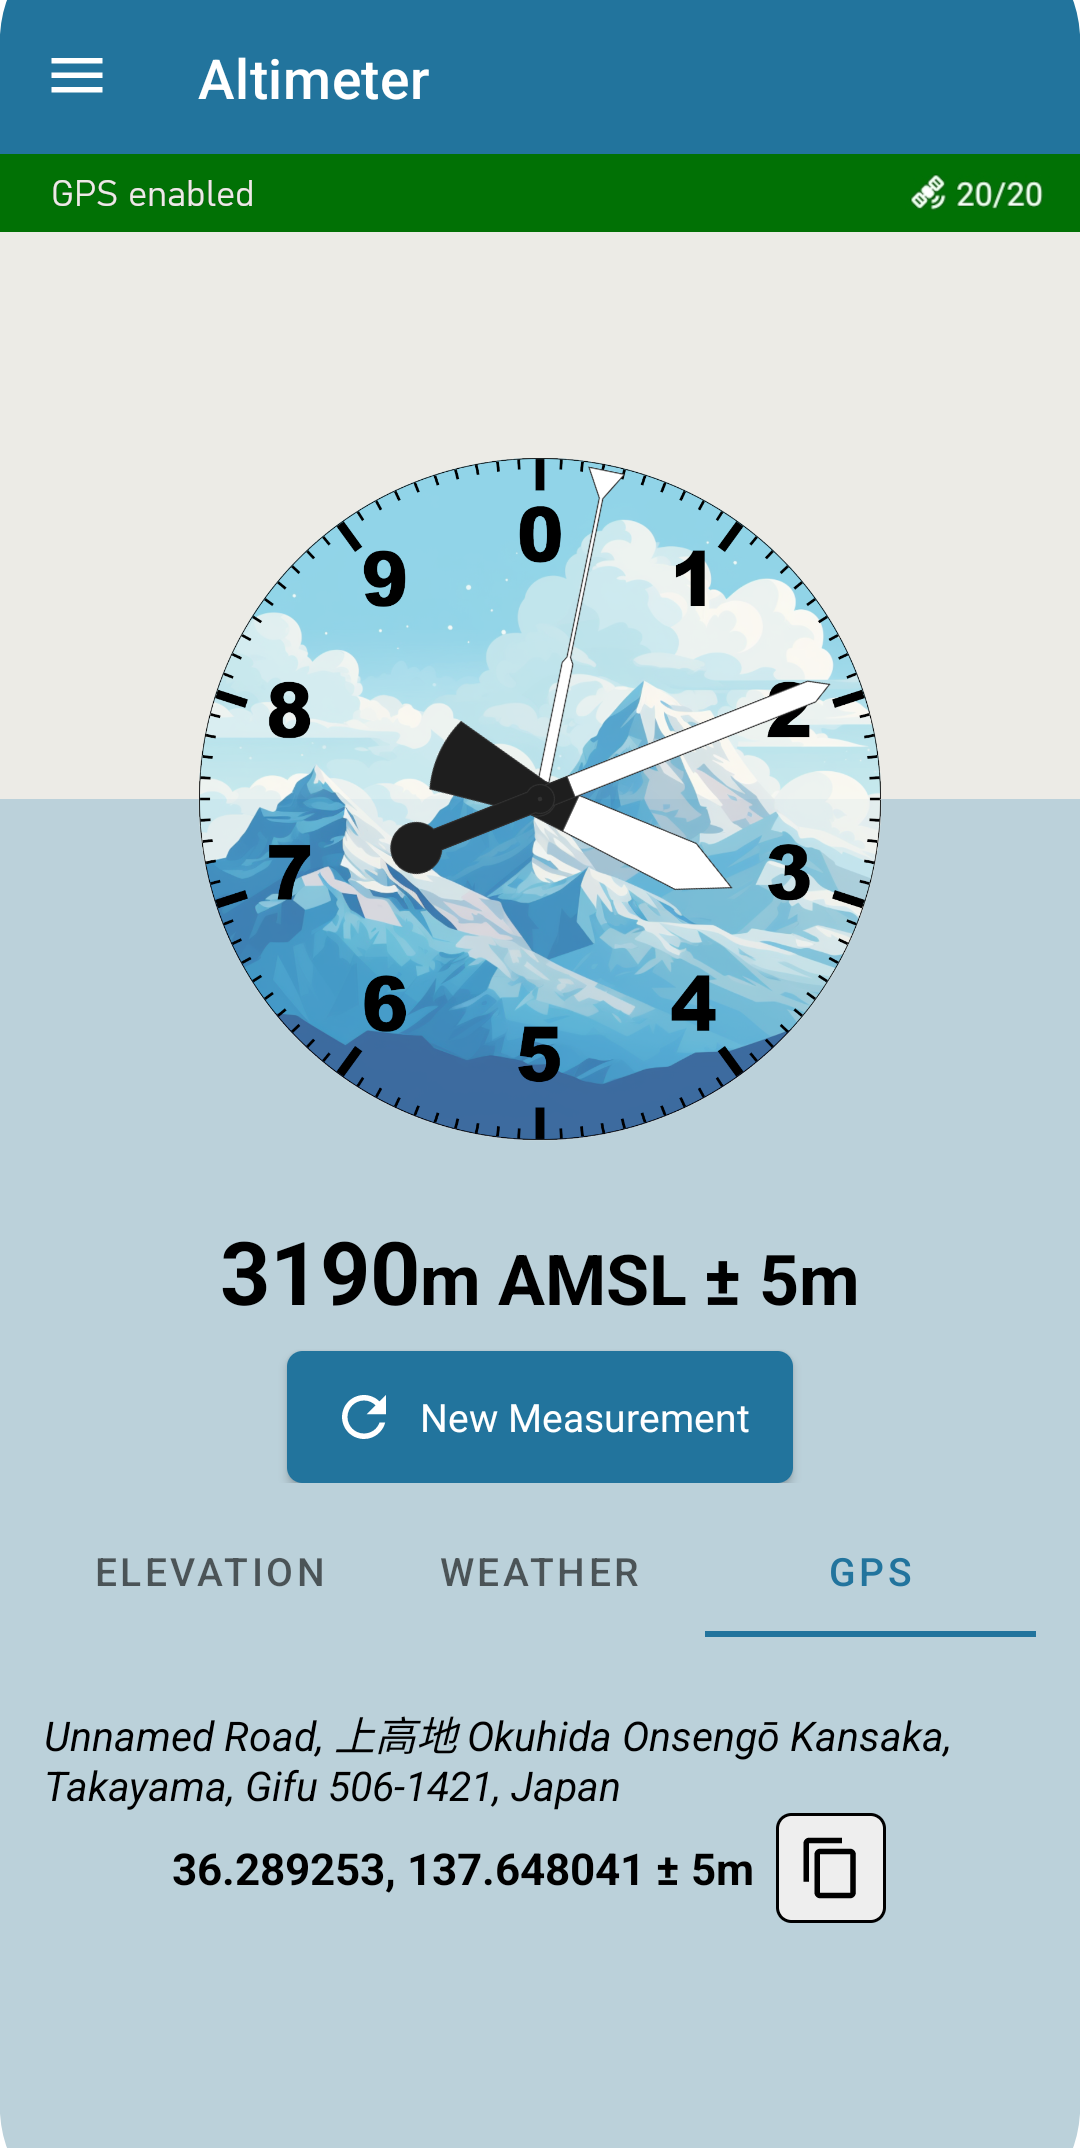 Altimeter
GPS enabled
20/20
0
1
2
3
4
5
6
7
8
9
3190m AMSL ± 5m
New Measurement
ELEVATION WEATHER GPS
Unnamed Road, 上高地 Okuhida Onsengō Kansaka,
Takayama, Gifu 506-1421, Japan
36.289253, 137.648041 ± 5m